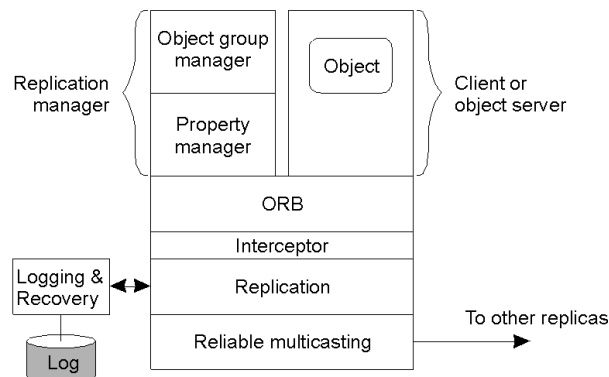 Object group
manager
Object
Replication
manager
Client or
object server
Property
manager
ORB
Interceptor
Logging &
Recovery
Replication
To other replicas
Reliable multicasting
Log